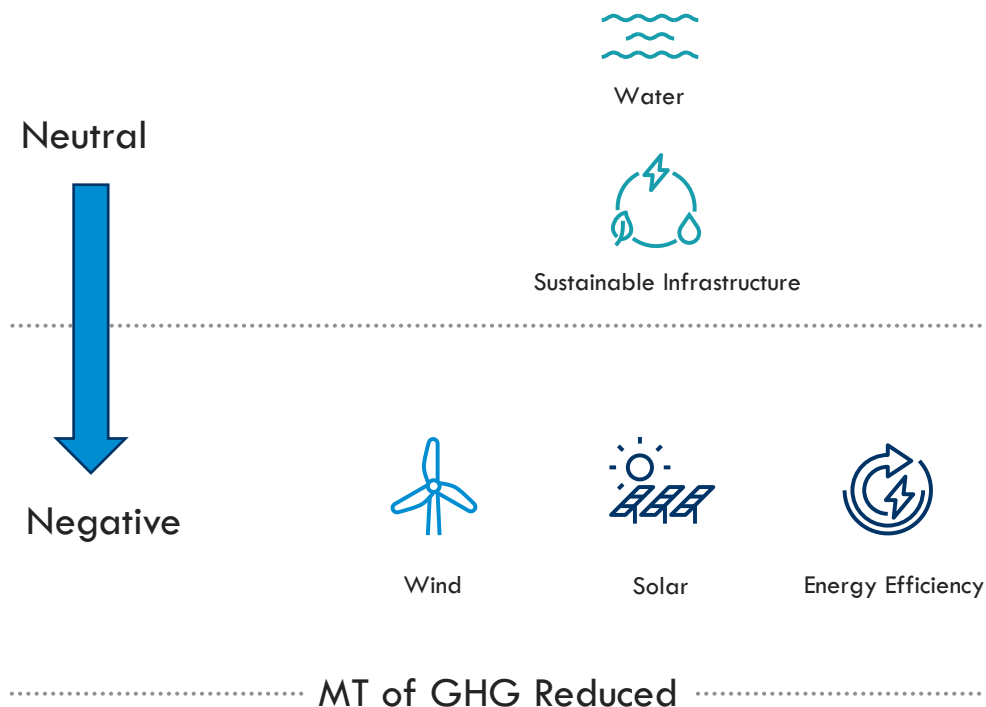 Water
Neutral
Sustainable Infrastructure
Negative
Wind
Solar
Energy Efficiency
MT of GHG Reduced